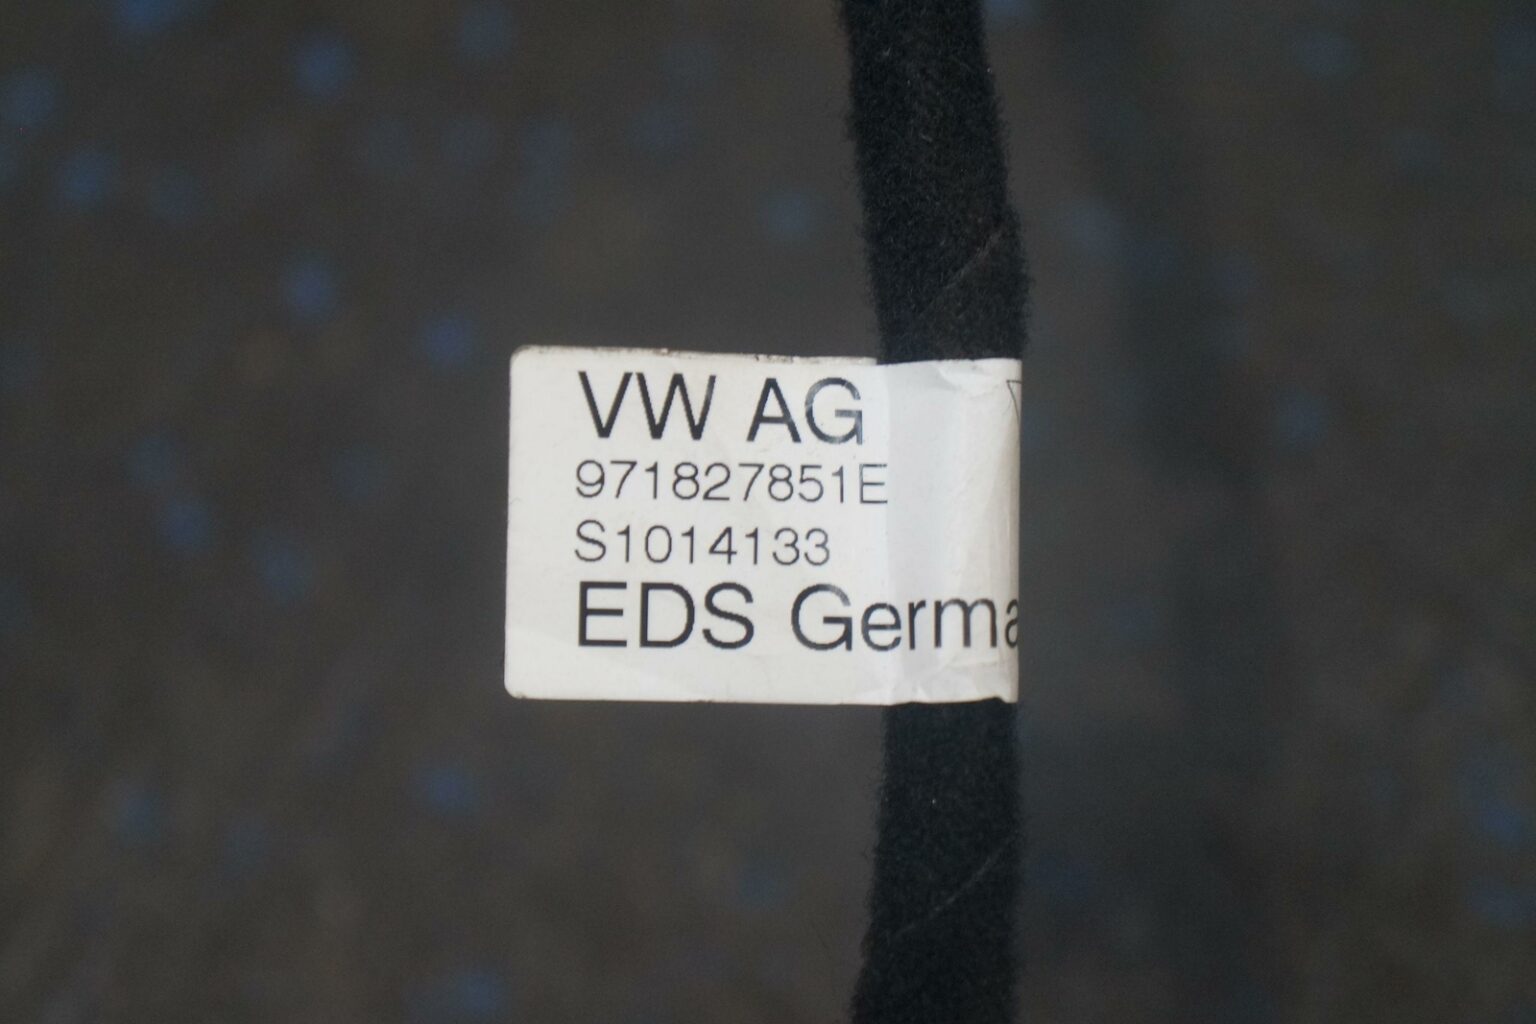 VW AG
971827851E
S1014133
EDS Germa